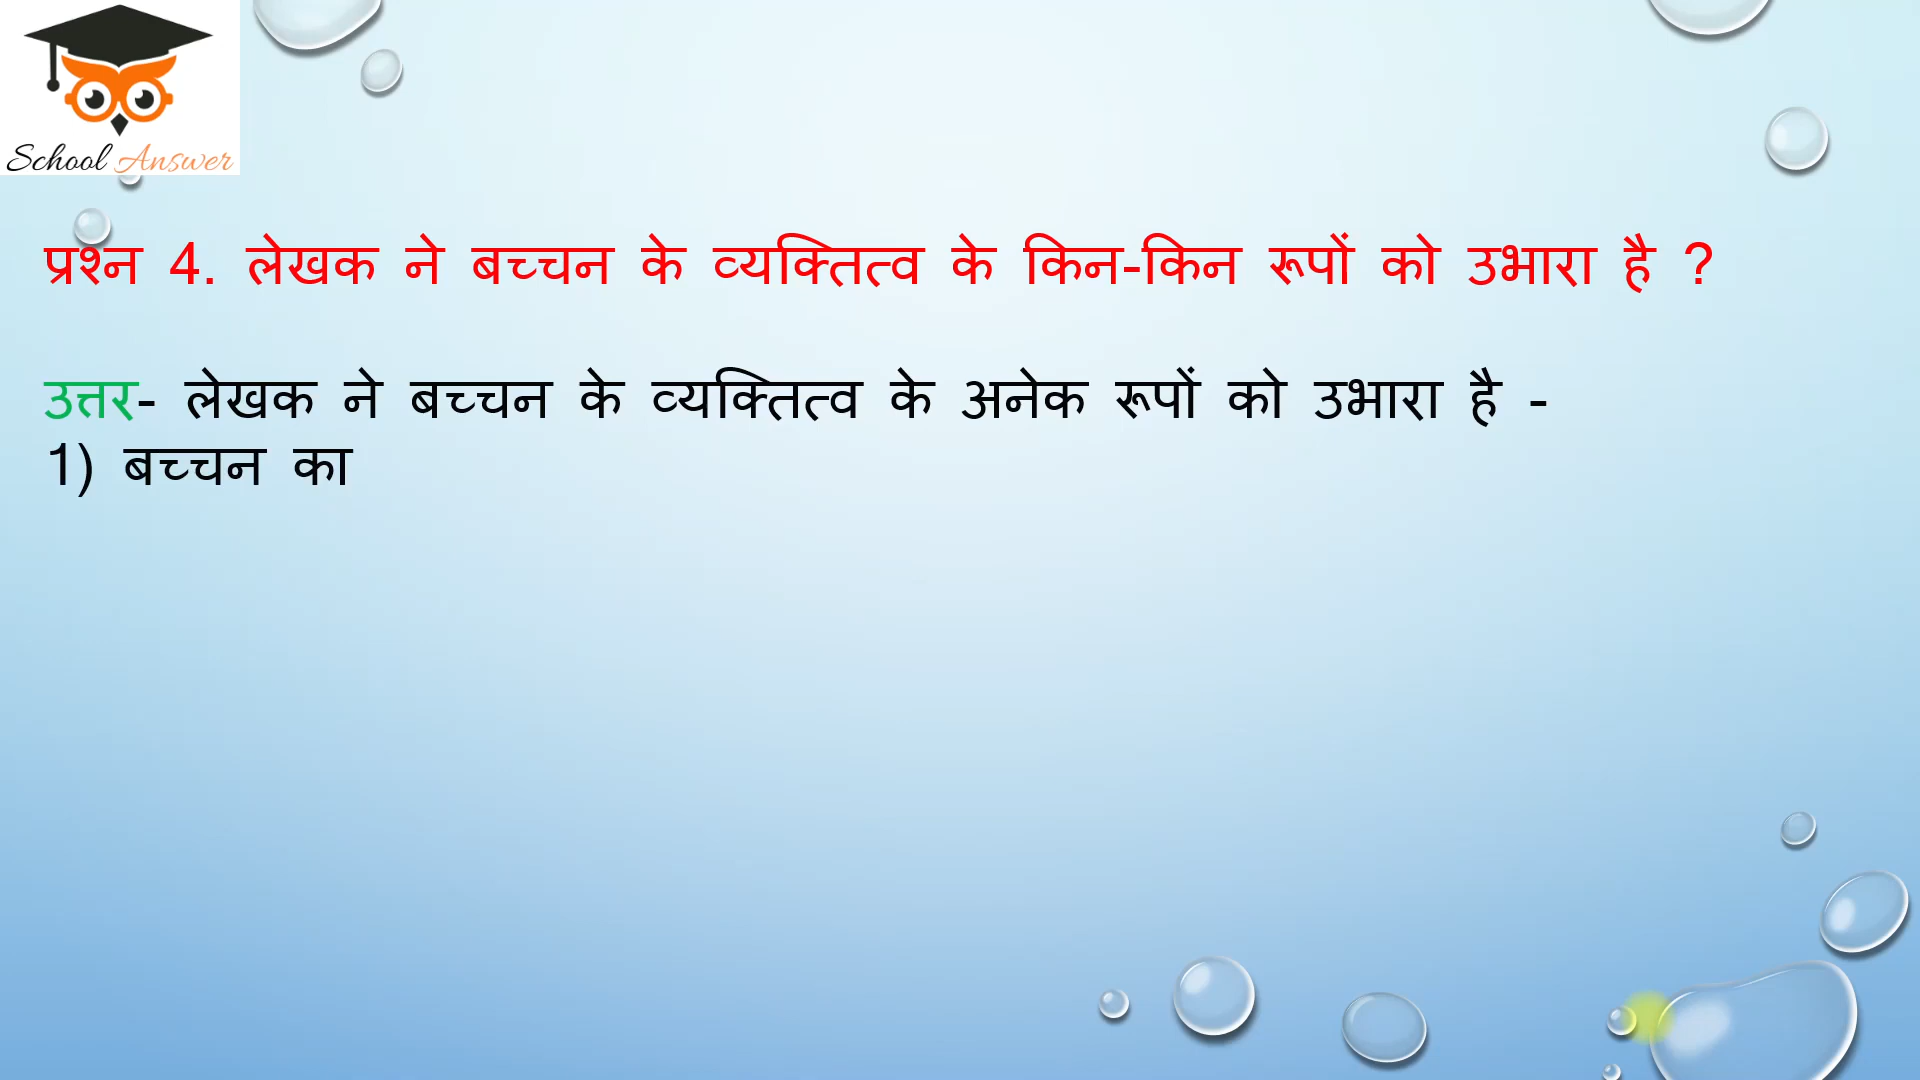 School Answer
प्रश्न 4. लेखक ने बच्चन के व्यक्तित्व के किन-किन रूपों को उभारा है ?
उत्तर- लेखक ने बच्चन के व्यक्तित्व के अनेक रूपों को उभारा है -
1) बच्चन का